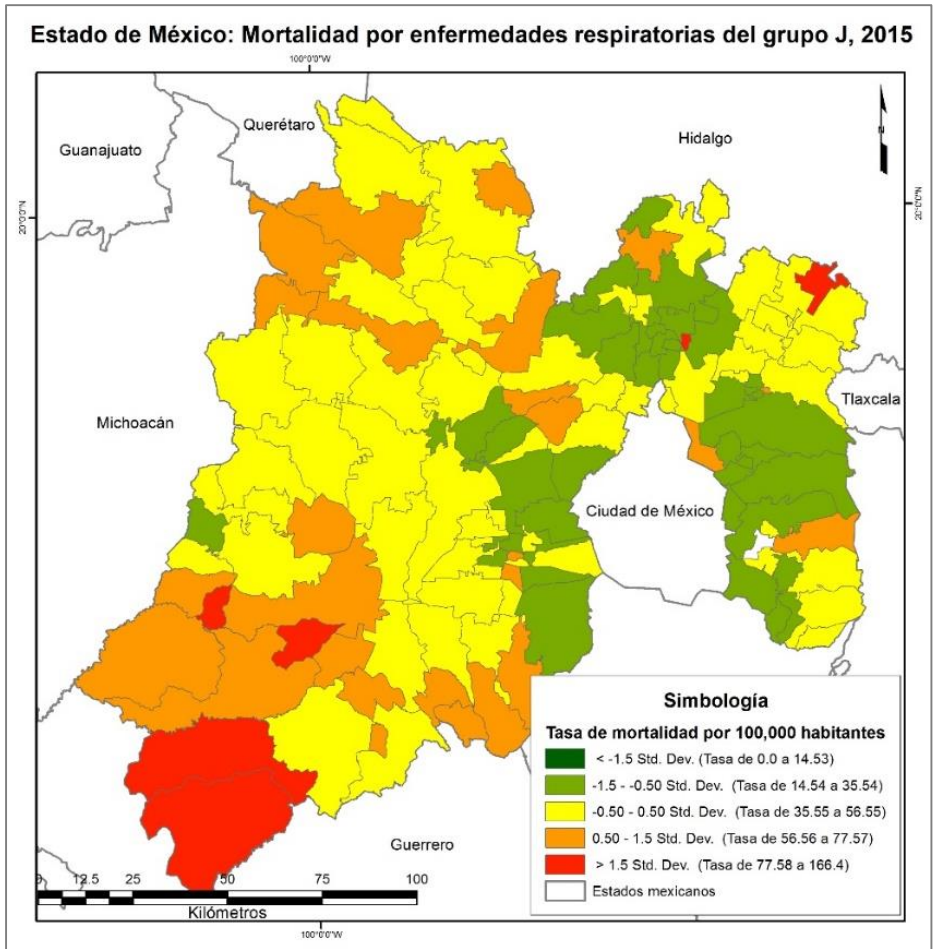 Estado de México: Mortalidad por enfermedades respiratorias del grupo J, 2015
100°0'0"W
Querétaro
Hidalgo
Guanajuato
20°0'0"N
20°0'0"N
Michoacán
Tlaxcala
Ciudad de México
Guerrero
Simbología
Tasa de mortalidad por 100,000 habitantes
< -1.5 Std. Dev. (Tasa de 0.0 a 14.53)
-1.5 - -0.50 Std. Dev. (Tasa de 14.54 a 35.54)
-0.50 - 0.50 Std. Dev. (Tasa de 35.55 a 56.55)
0.50 - 1.5 Std. Dev. (Tasa de 56.56 a 77.57)
> 1.5 Std. Dev. (Tasa de 77.58 a 166.4)
Estados mexicanos
0 12.5 25 50 75 100
Kilómetros
100°0'0"W